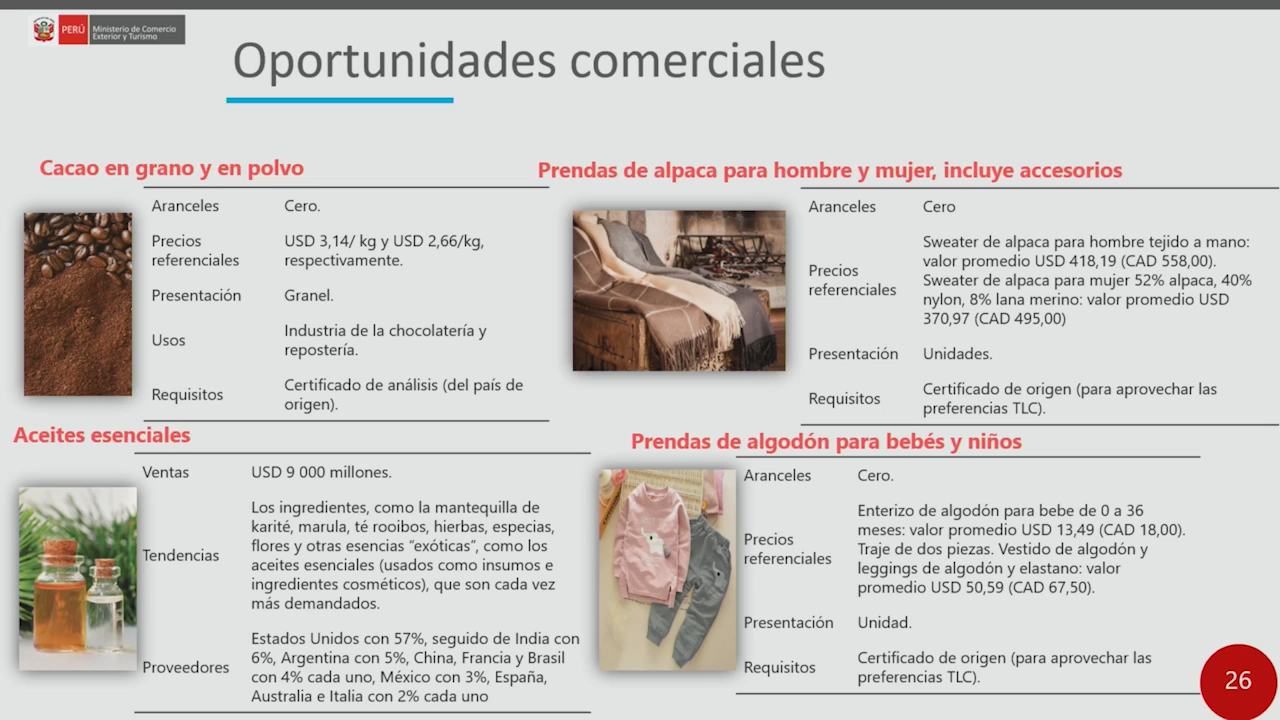 PERÚ
Ministerio de Comercio
Exterior y Turismo
Oportunidades comerciales
Cacao en grano y en polvo
Aranceles Cero.
Precios referenciales
USD 3,14/ kg y USD 2,66/kg,
respectivamente.
Presentación Granel.
Usos
Industria de la chocolatería y
repostería.
Requisitos
Certificado de análisis (del país de
origen).
Prendas de alpaca para hombre y mujer, incluye accesorios
Aranceles Cero
Precios
referenciales
Sweater de alpaca para hombre tejido a mano:
valor promedio USD 418,19 (CAD 558,00).
Sweater de alpaca para mujer 52% alpaca, 40%
nylon, 8% lana merino: valor promedio USD
370,97 (CAD 495,00)
Presentación Unidades.
Requisitos
Certificado de origen (para aprovechar las
preferencias TLC).
Aceites esenciales
Ventas USD 9 000 millones.
Tendencias
Los ingredientes, como la mantequilla de
karité, marula, té rooibos, hierbas, especias,
flores y otras esencias “exóticas”, como los
aceites esenciales (usados como insumos e
ingredientes cosméticos), que son cada vez
más demandados.
Proveedores
Estados Unidos con 57%, seguido de India con
6%, Argentina con 5%, China, Francia y Brasil
con 4% cada uno, México con 3%, España,
Australia e Italia con 2% cada uno
Prendas de algodón para bebés y niños
Aranceles Cero.
Precios
referenciales
Enterizo de algodón para bebe de 0 a 36
meses: valor promedio USD 13,49 (CAD 18,00).
Traje de dos piezas. Vestido de algodón y
leggings de algodón y elastano: valor
promedio USD 50,59 (CAD 67,50).
Presentación Unidad.
Requisitos
Certificado de origen (para aprovechar las
preferencias TLC).
26